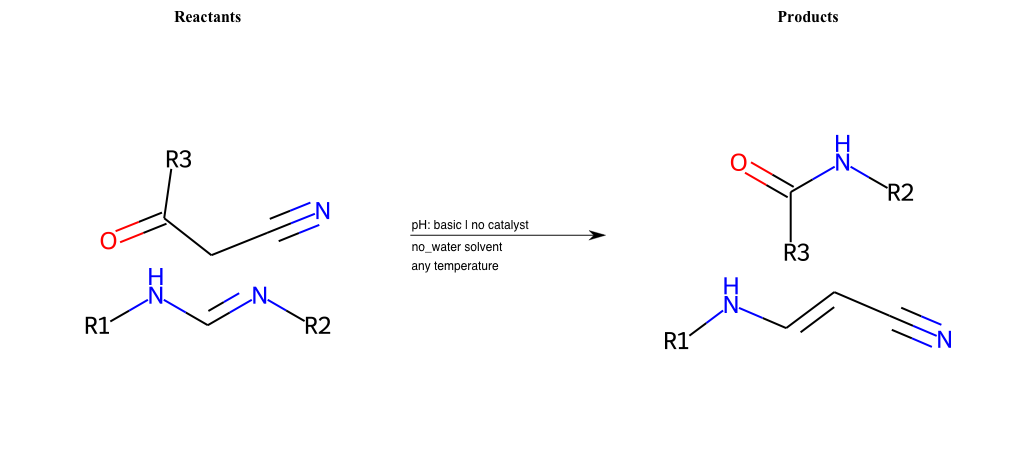 Reactants
Products
R3
O
N
H
N
N
R1
R2
pH: basic | no catalyst
no_water solvent
any temperature
H
O
N
R2
R3
H
N
R1
N